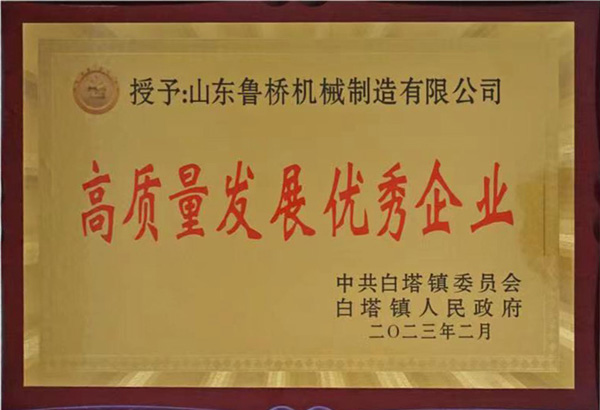 授予:山东鲁桥机械制造有限公司
高质量发展优秀企业
中共白塔镇委员会
白塔镇人民政府
二〇二三年二月